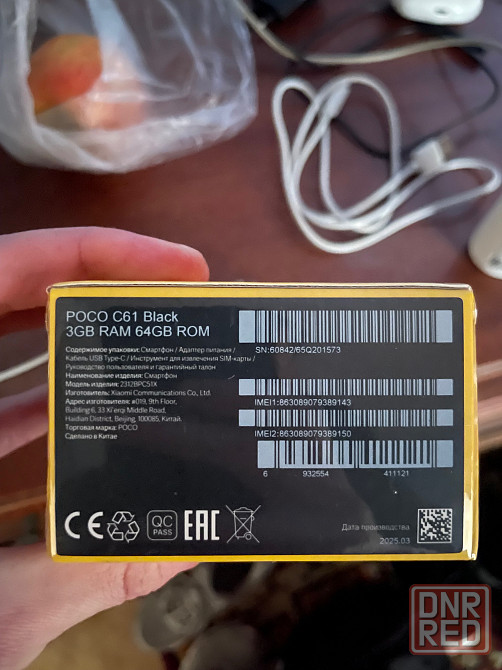 POCO C61 Black
3GB RAM 64GB ROM
Содержимое упаковки: Смартфон / Адаптер питания /
Кабель USB Type-C / Инструмент для извлечения SIM-карты /
Руководство пользователя и гарантийный талон
Наименование изделия: Смартфон
Модель изделия: 2312BPC51X
Изготовитель: Xiaomi Communications Co., Ltd.
Адрес изготовителя: #019, 9th Floor,
Building 6, 33 Xi'erqi Middle Road,
Haidian District, Beijing, 100085, Китай.
Торговая марка: POCO
Сделано в Китае
SN:60842/65Q201573
IMEI1:863089079389143
IMEI2:863089079389150
6 932554 411121
CE
QC
PASS
EAC
Дата производства
2025.03
DNR
RED